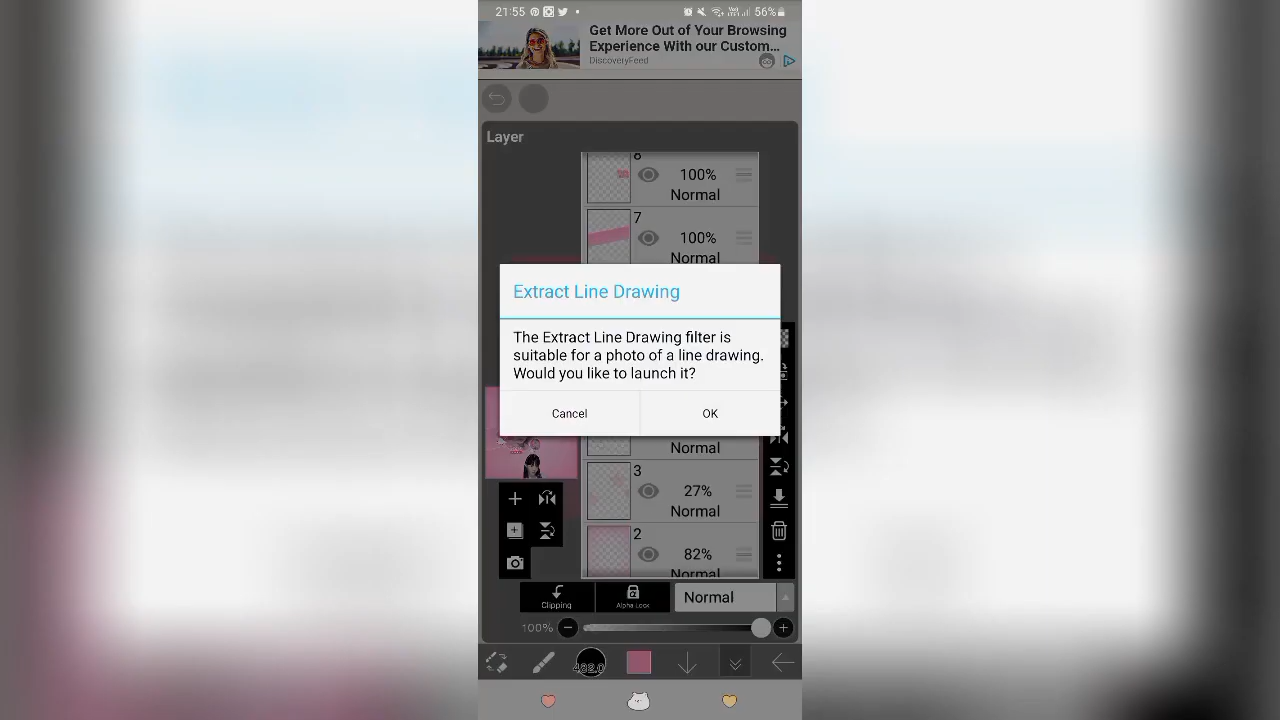 21:55
56%
Get More Out of Your Browsing
Experience With our Custom...
DiscoveryFeed
Layer
8
100%
Normal
7
100%
Normal
Extract Line Drawing
The Extract Line Drawing filter is
suitable for a photo of a line drawing.
Would you like to launch it?
Cancel
OK
Normal
3
27%
Normal
2
82%
Normal
Clipping
Alpha Lock
Normal
100%